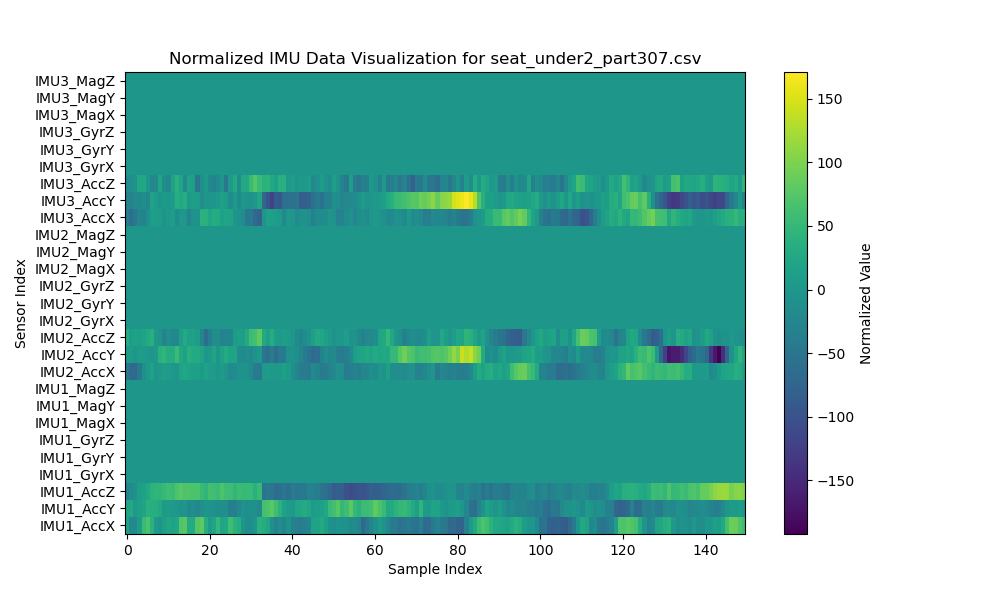 Normalized IMU Data Visualization for seat_under2_part307.csv
IMU3_MagZ
IMU3_MagY
IMU3_MagX
IMU3_GyrZ
IMU3_GyrY
IMU3_GyrX
IMU3_AccZ
IMU3_AccY
IMU3_AccX
IMU2_MagZ
IMU2_MagY
IMU2_MagX
IMU2_GyrZ
IMU2_GyrY
IMU2_GyrX
IMU2_AccZ
IMU2_AccY
IMU2_AccX
IMU1_MagZ
IMU1_MagY
IMU1_MagX
IMU1_GyrZ
IMU1_GyrY
IMU1_GyrX
IMU1_AccZ
IMU1_AccY
IMU1_AccX
Sensor Index
0 20 40 60 80 100 120 140
Sample Index
150
100
50
0
−50
−100
−150
Normalized Value